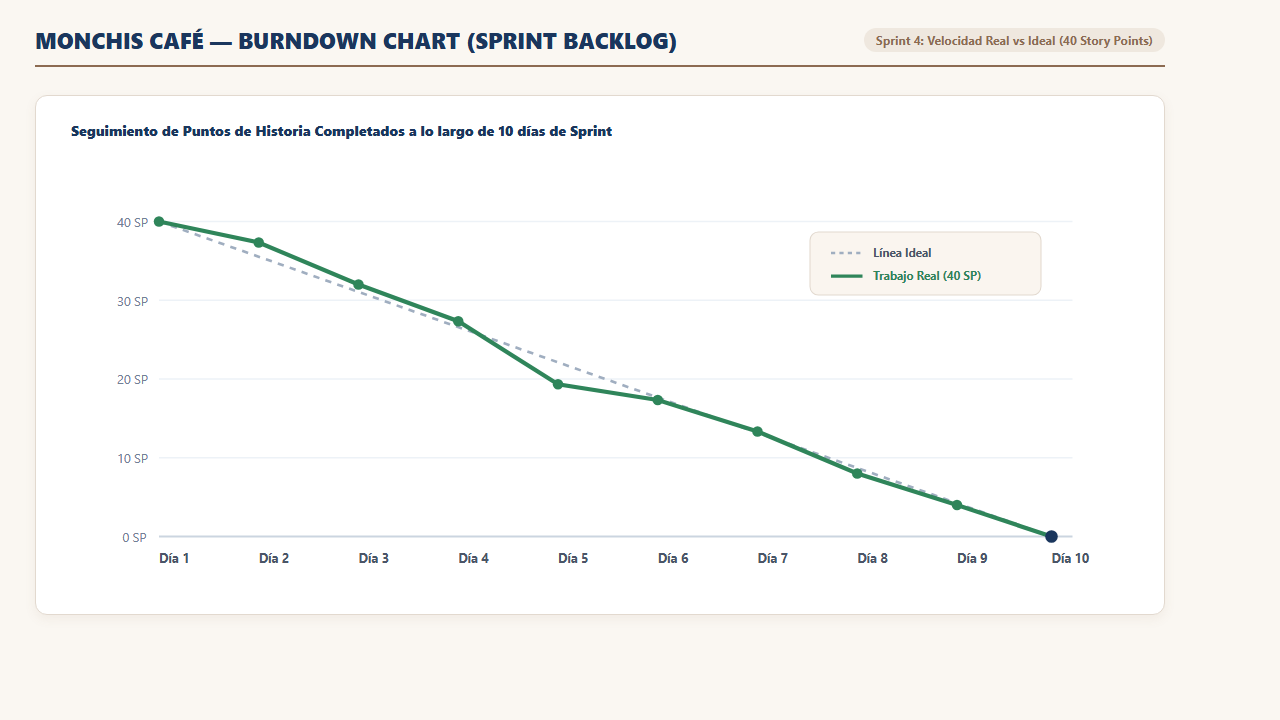 MONCHIS CAFÉ — BURNDOWN CHART (SPRINT BACKLOG)
Sprint 4: Velocidad Real vs Ideal (40 Story Points)
Seguimiento de Puntos de Historia Completados a lo largo de 10 días de Sprint
40 SP
Línea Ideal
Trabajo Real (40 SP)
30 SP
20 SP
10 SP
0 SP
Día 1 Día 2 Día 3 Día 4 Día 5 Día 6 Día 7 Día 8 Día 9 Día 10